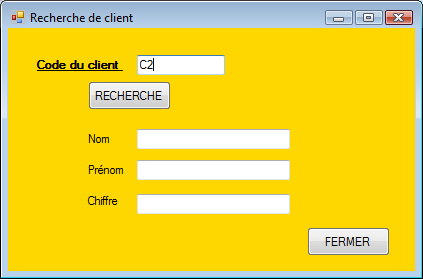 Recherche de client
Code du client C2
RECHERCHE
Nom
Prénom
Chiffre
FERMER